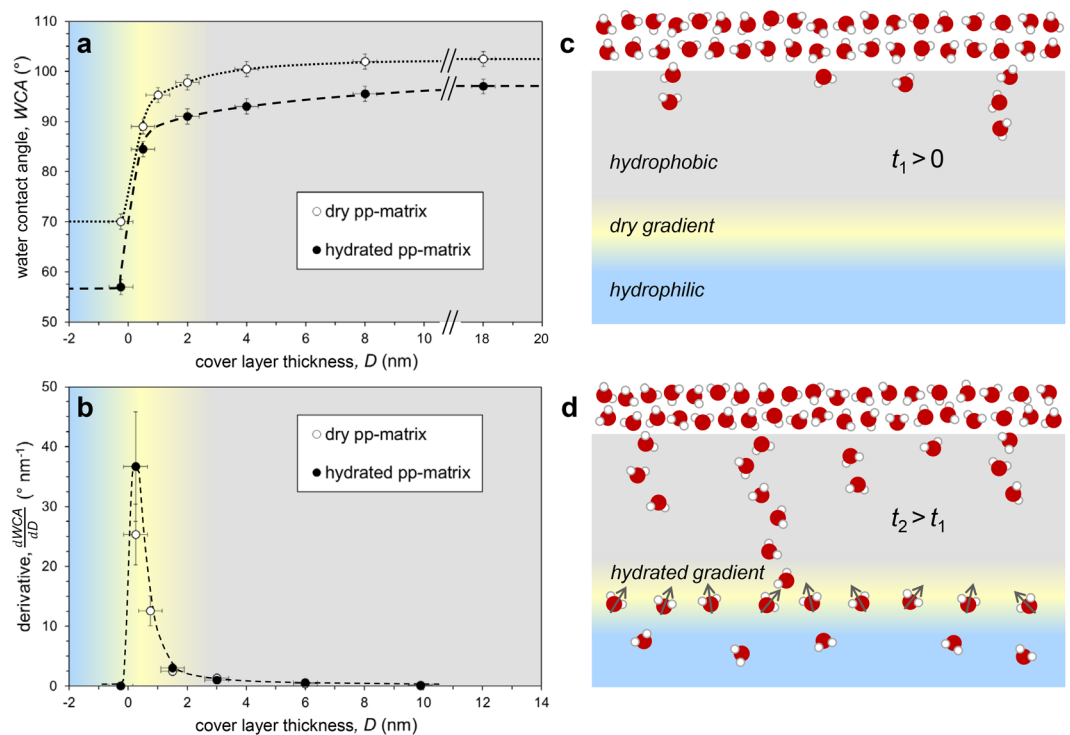 a
110
100
90
80
70
60
50
water contact angle, WCA (°)
dry pp-matrix
hydrated pp-matrix
-2 0 2 4 6 8 10 18 20
cover layer thickness, D (nm)
b
50
40
30
20
10
0
derivative, dWCA/dD (° nm-1)
dry pp-matrix
hydrated pp-matrix
-2 0 2 4 6 8 10 12 14
cover layer thickness, D (nm)
c
hydrophobic
t1 > 0
dry gradient
hydrophilic
d
t2 > t1
hydrated gradient